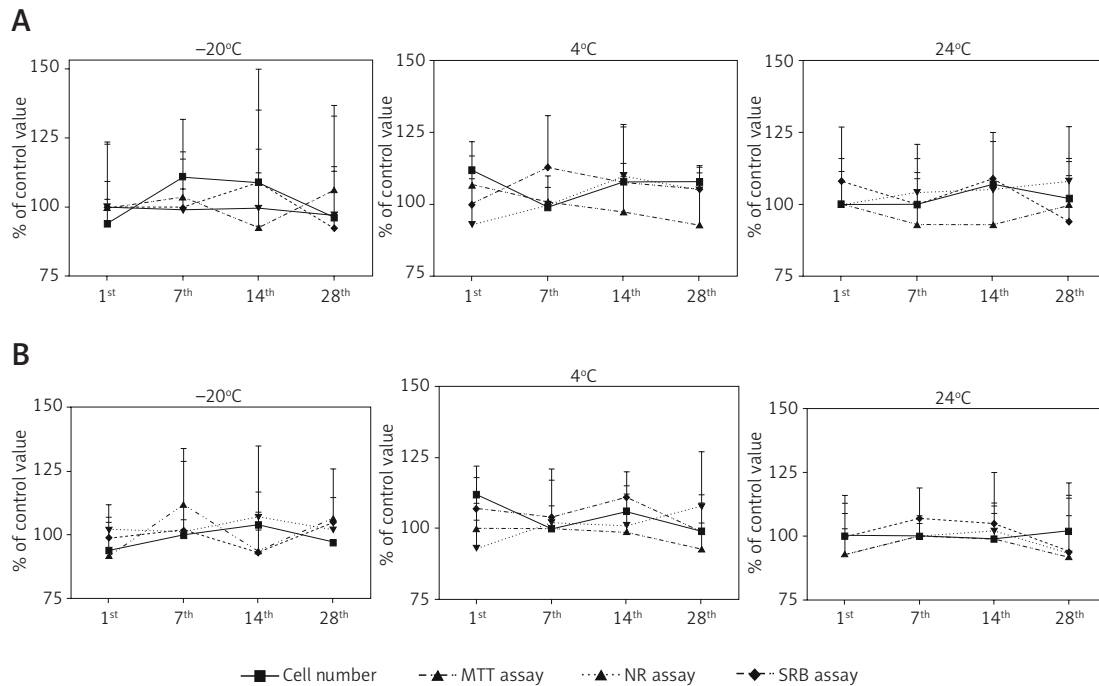 A
–20°C
4°C
24°C
% of control value
150
125
100
75
1st
7th
14th
28th
% of control value
150
125
100
75
1st
7th
14th
28th
% of control value
150
125
100
75
1st
7th
14th
28th
B
–20°C
4°C
24°C
% of control value
150
125
100
75
1st
7th
14th
28th
% of control value
150
125
100
75
1st
7th
14th
28th
% of control value
150
125
100
75
1st
7th
14th
28th
Cell number MTT assay NR assay SRB assay